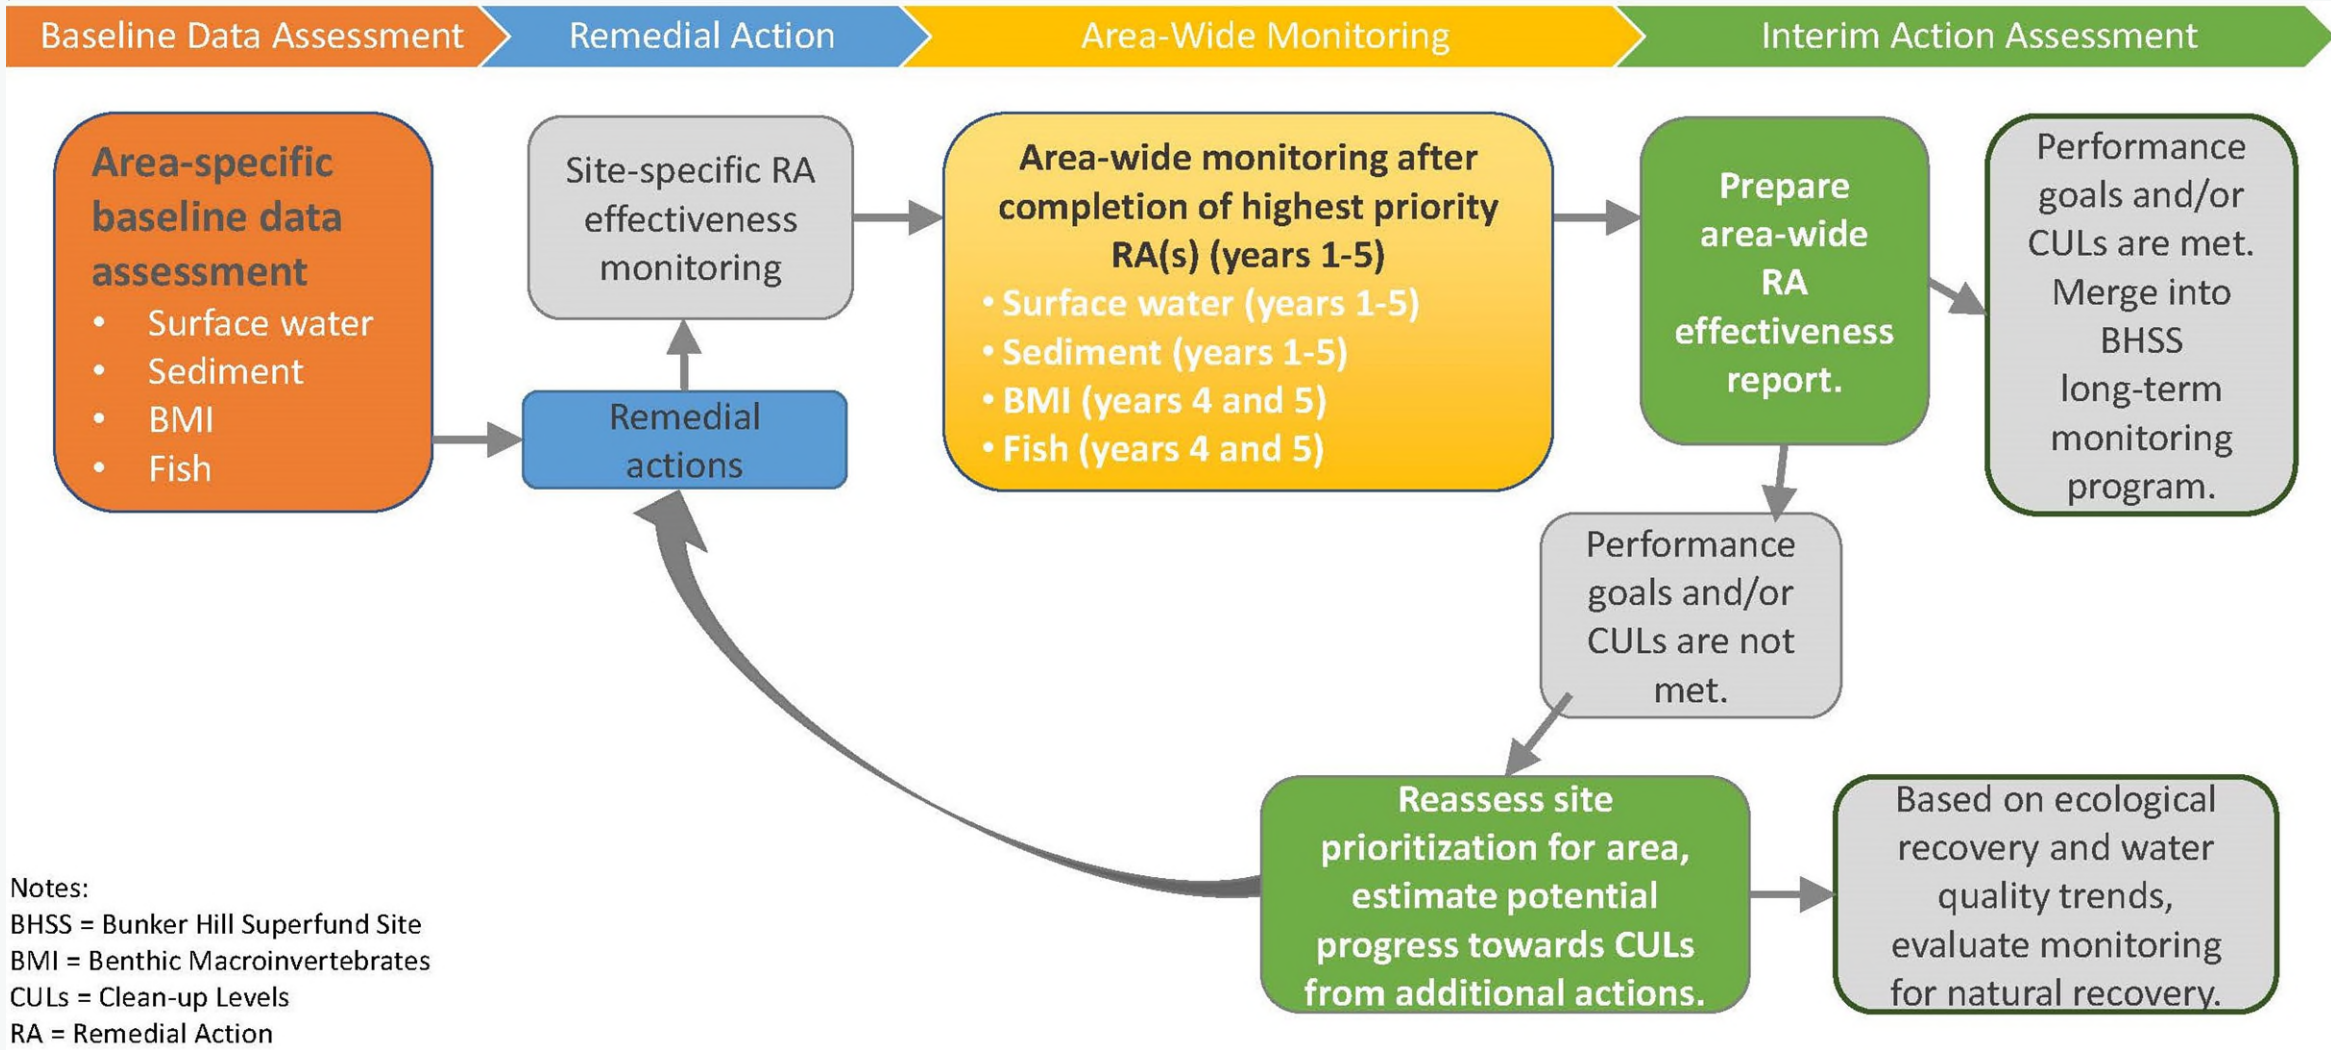 Baseline Data Assessment
Remedial Action
Area-Wide Monitoring
Interim Action Assessment
Area-specific
baseline data
assessment
• Surface water
• Sediment
• BMI
• Fish
Site-specific RA
effectiveness
monitoring
Remedial
actions
Area-wide monitoring after
completion of highest priority
RA(s) (years 1-5)
• Surface water (years 1-5)
• Sediment (years 1-5)
• BMI (years 4 and 5)
• Fish (years 4 and 5)
Prepare
area-wide
RA
effectiveness
report.
Performance
goals and/or
CULs are met.
Merge into
BHSS
long-term
monitoring
program.
Performance
goals and/or
CULs are not
met.
Reassess site
prioritization for area,
estimate potential
progress towards CULs
from additional actions.
Based on ecological
recovery and water
quality trends,
evaluate monitoring
for natural recovery.
Notes:
BHSS = Bunker Hill Superfund Site
BMI = Benthic Macroinvertebrates
CULs = Clean-up Levels
RA = Remedial Action